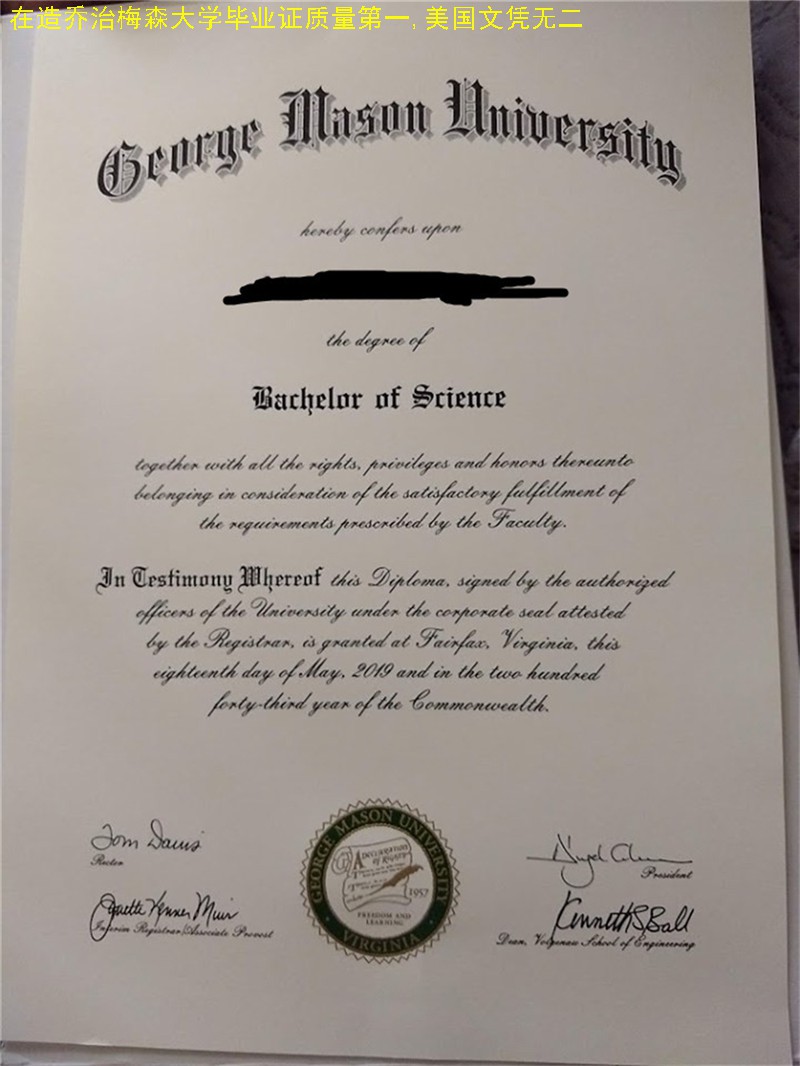 在造乔治梅森大学毕业证质量第一,美国文凭无二
George Mason University
hereby confers upon
the degree of
Bachelor of Science
together with all the rights, privileges and honors thereunto
belonging in consideration of the satisfactory fulfillment of
the requirements prescribed by the Faculty.
In Testimony Whereof this Diploma, signed by the authorized
officers of the University under the corporate seal attested
by the Registrar, is granted at Fairfax, Virginia, this
eighteenth day of May, 2019 and in the two hundred
forty-third year of the Commonwealth.
Tom Davis
Rector
President
Interim Registrar/Associate Provost
Kenneth S. Ball
Dean, Volgenau School of Engineering
GEORGE MASON UNIVERSITY
A DECLARATION
of RIGHTS
1957
FREEDOM AND
LEARNING
VIRGINIA